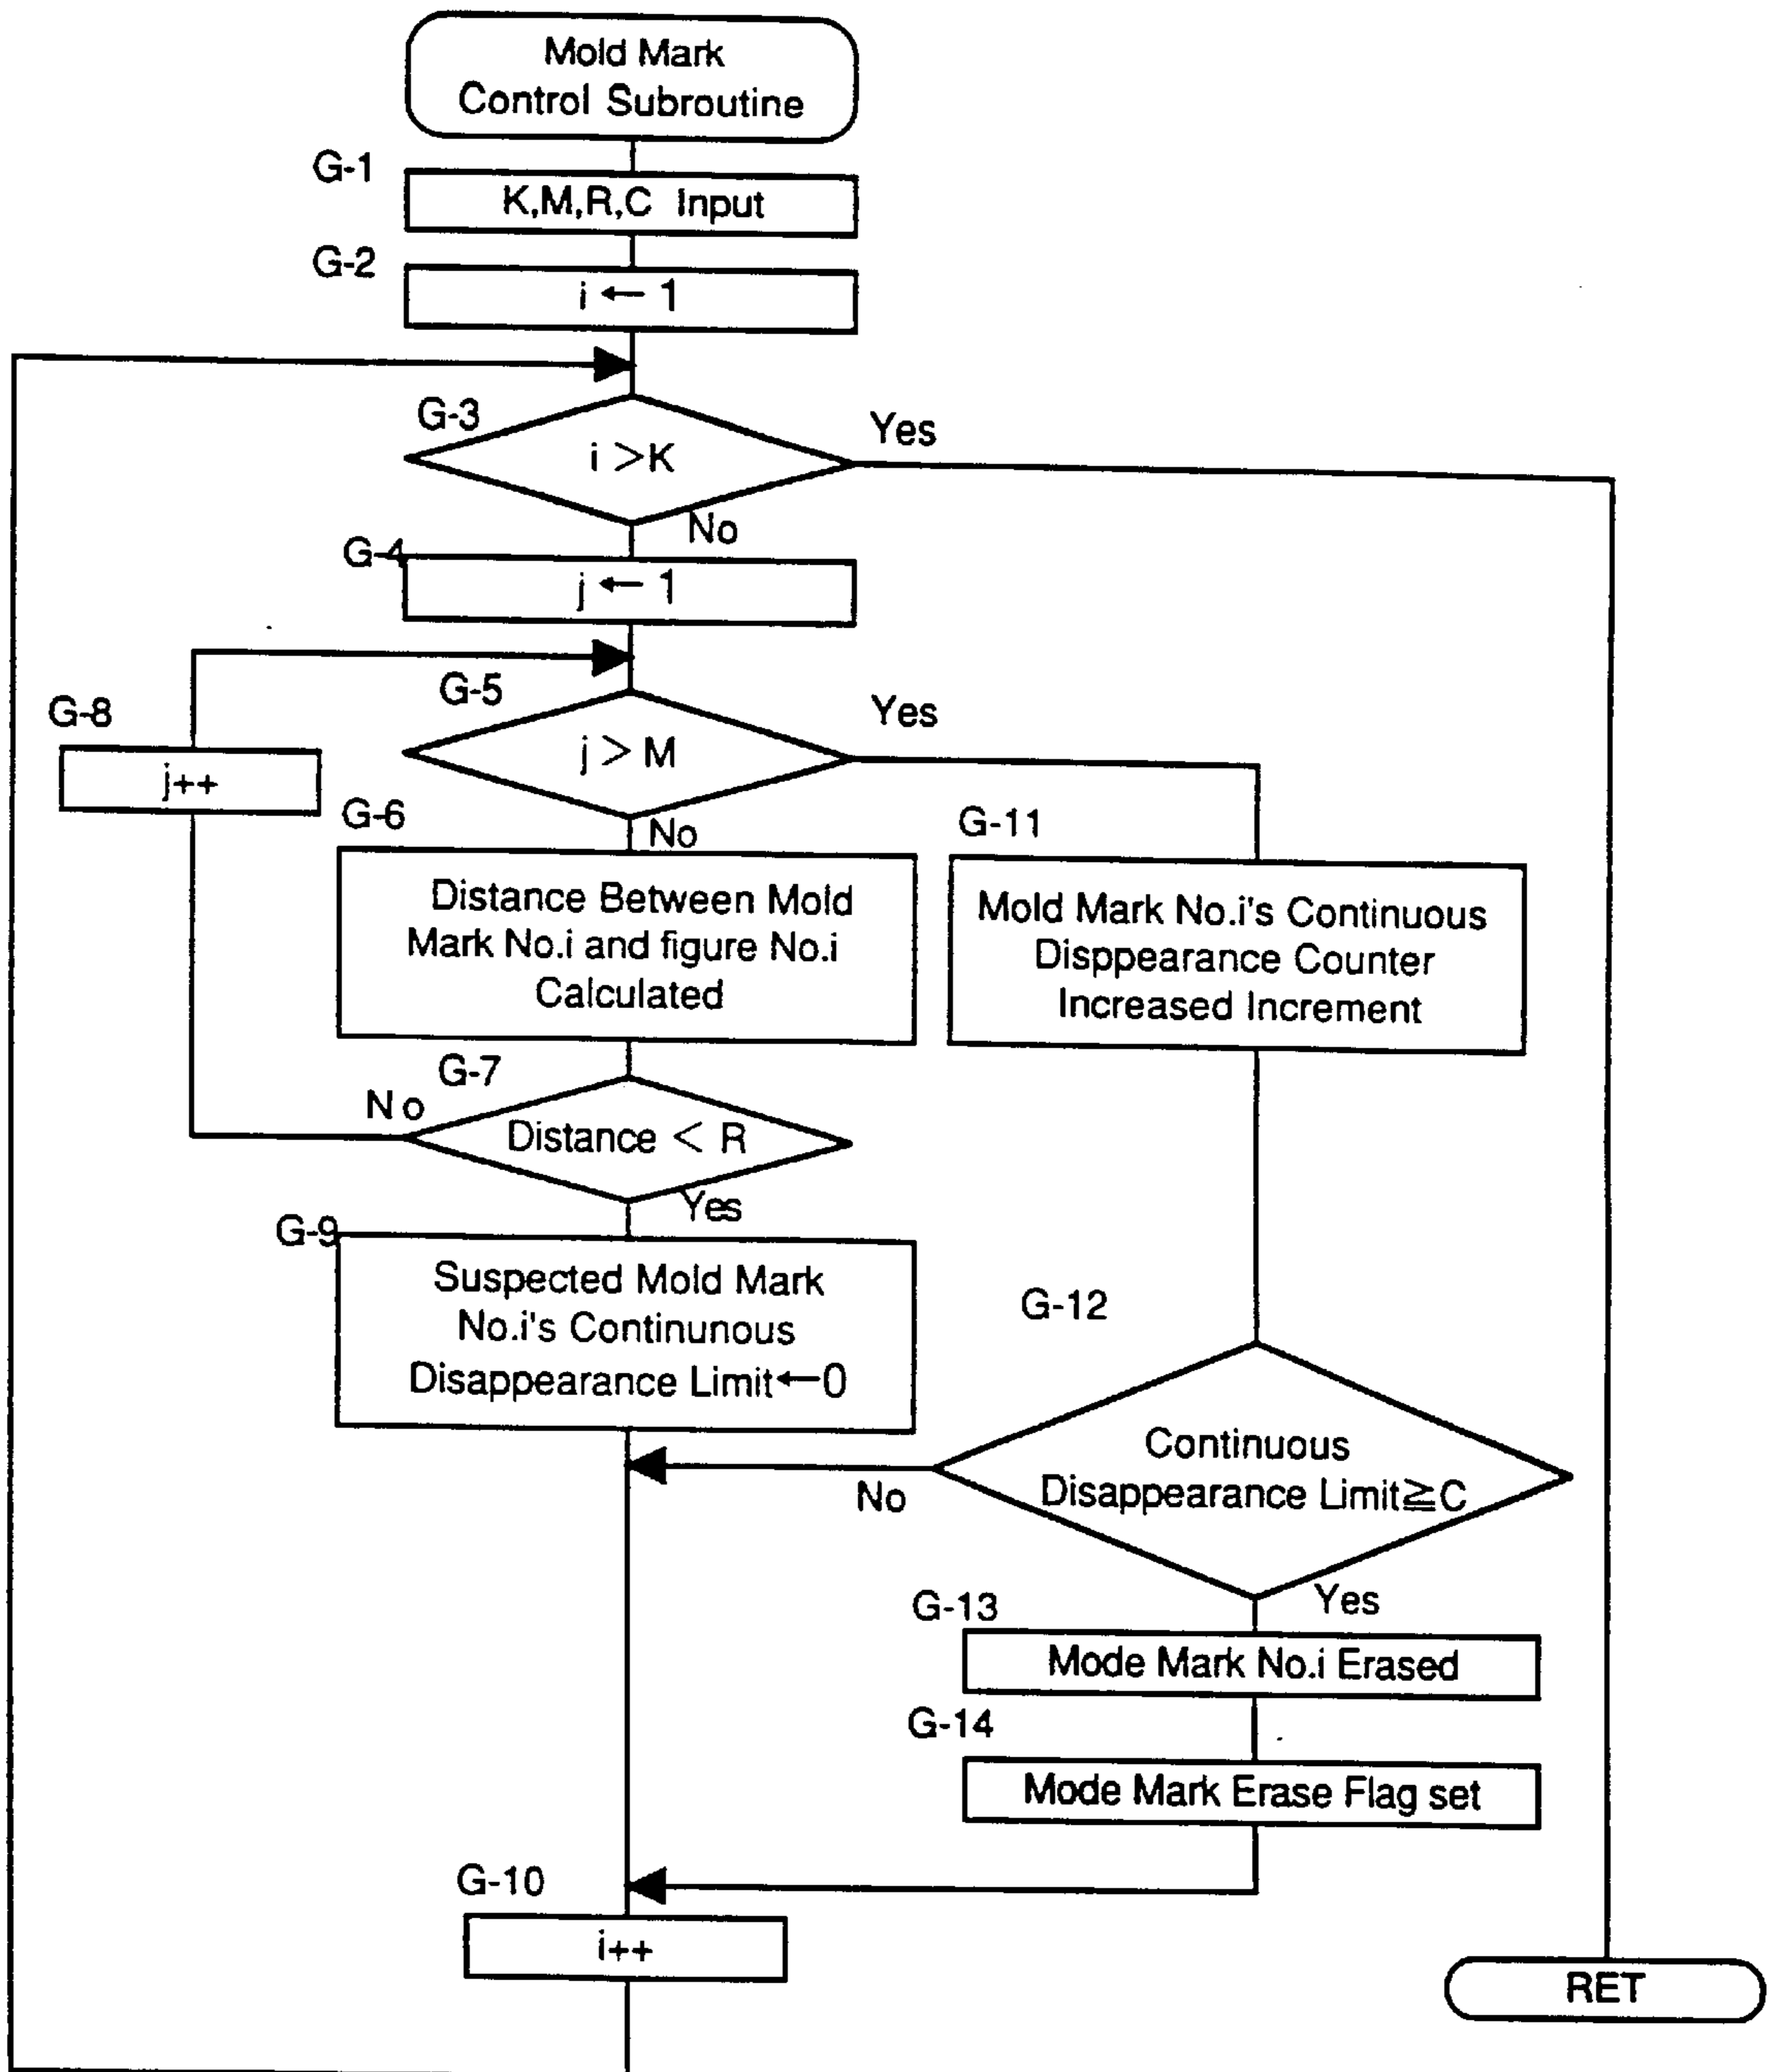 Mold Mark
Control Subroutine
G-1
K,M,R,C Input
G-2
i ← 1
G-3
i >K
Yes
No
G-4
j ← 1
G-5
j > M
Yes
G-8
j++
No
G-6
Distance Between Mold
Mark No.i and figure No.i
Calculated
G-11
Mold Mark No.i's Continuous
Disppearance Counter
Increased Increment
G-7
No
Distance < R
Yes
G-9
Suspected Mold Mark
No.i's Continunous
Disappearance Limit←0
G-12
Continuous
Disappearance Limit≧C
No
Yes
G-13
Mode Mark No.i Erased
G-14
Mode Mark Erase Flag set
G-10
i++
RET